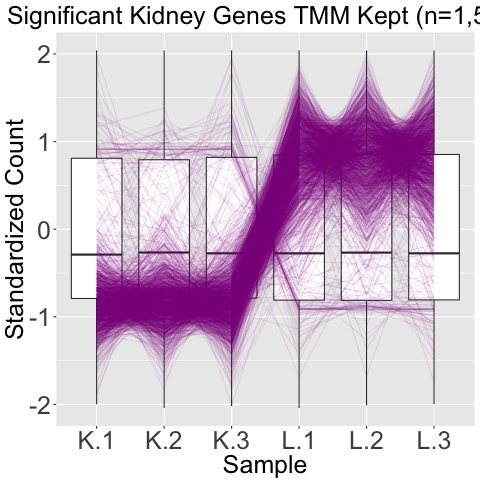 Significant Kidney Genes TMM Kept (n=1,5
Standardized Count
2
1
0
-1
-2
K.1 K.2 K.3 L.1 L.2 L.3
Sample